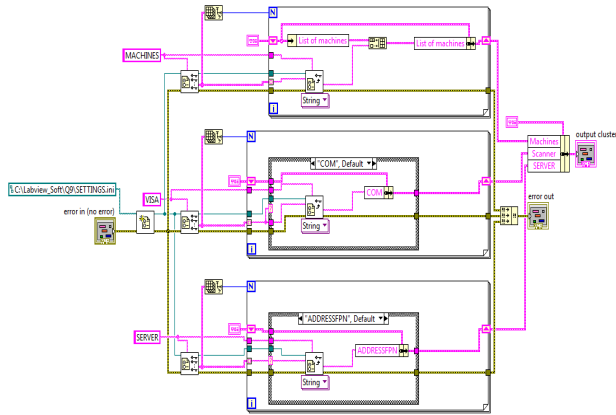 N
List of machines
List of machines
MACHINES
String
i
N
"COM", Default
Machines
output cluster
Scanner
SERVER
C:\Labview_Soft\Q9\SETTINGS.ini
VISA
COM
error in (no error)
String
error out
i
N
"ADDRESSFPN", Default
SERVER
ADDRESSFPN
String
i